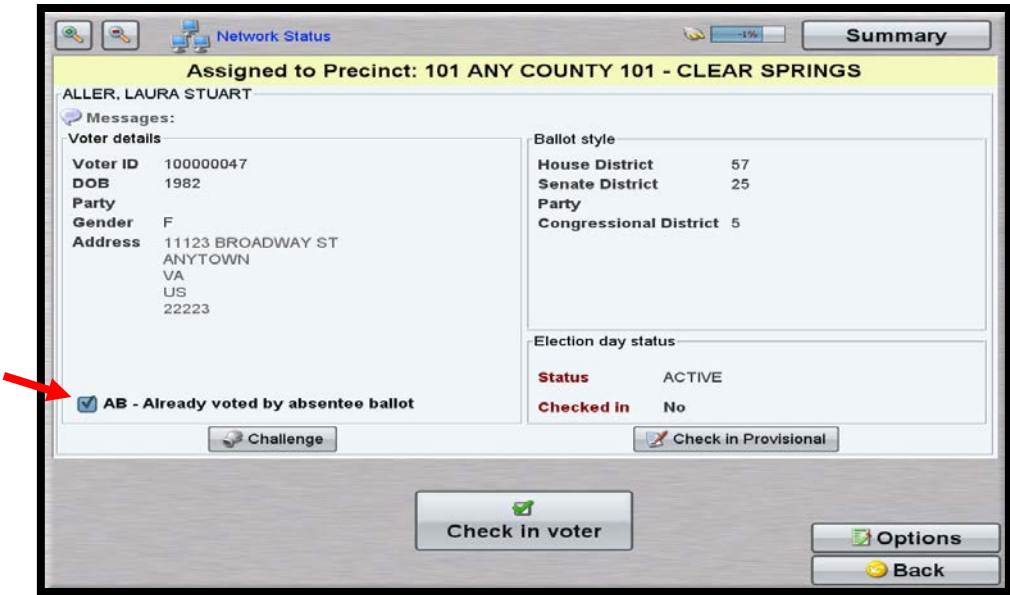 Network Status
-1%
Summary
Assigned to Precinct: 101 ANY COUNTY 101 - CLEAR SPRINGS
ALLER, LAURA STUART
Messages:
Voter details
Voter ID 100000047
DOB 1982
Party
Gender F
Address 11123 BROADWAY ST
ANYTOWN
VA
US
22223
AB - Already voted by absentee ballot
Challenge
Ballot style
House District 57
Senate District 25
Party
Congressional District 5
Election day status
Status ACTIVE
Checked in No
Check in Provisional
Check in voter
Options
Back